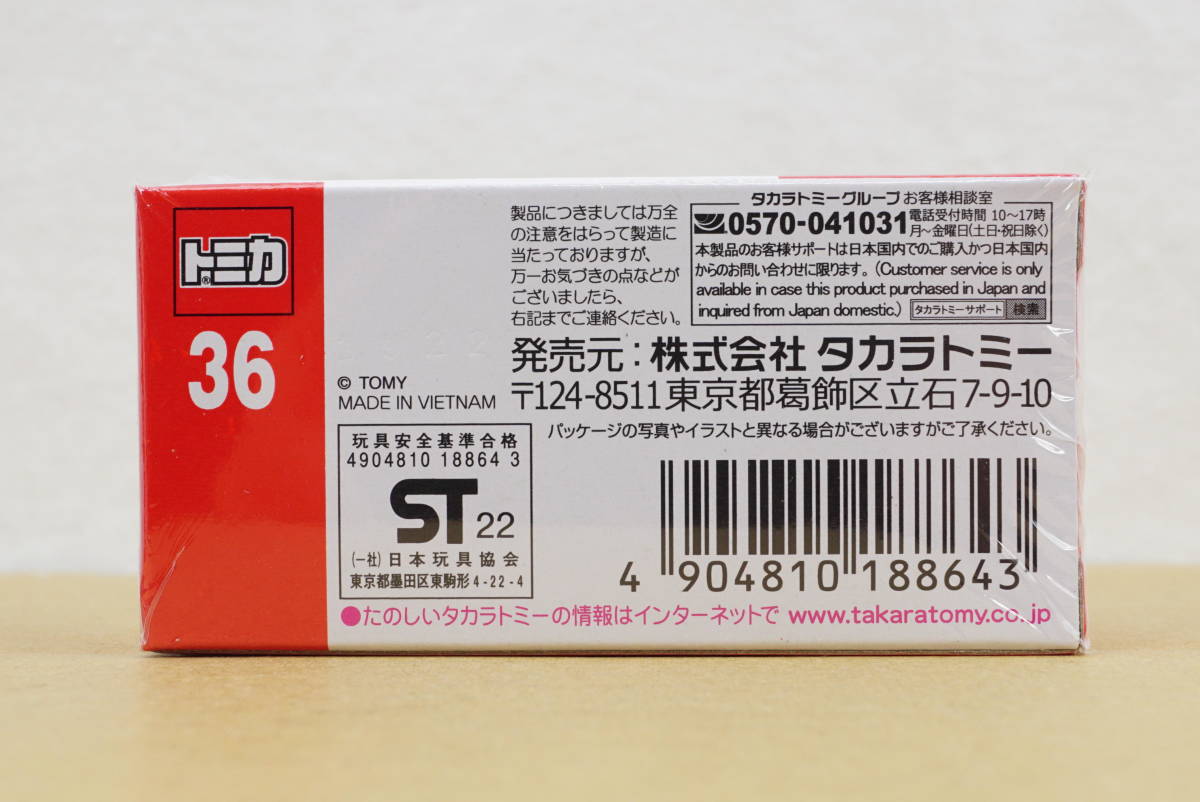 トミカ®
36
製品につきましては万全
の注意をはらって製造に
当たっておりますが、
万一お気づきの点などが
ございましたら、
右記までご連絡ください。
タカラトミーグループ お客様相談室
0570-041031
電話受付時間 10〜17時
月〜金曜日(土日・祝日除く)
本製品のお客様サポートは日本国内でのご購入かつ日本国内
からのお問い合わせに限ります。(Customer service is only
available in case this product purchased in Japan and
inquired from Japan domestic.) タカラトミーサポート 検索
© TOMY
MADE IN VIETNAM
発売元:株式会社 タカラトミー
〒124-8511 東京都葛飾区立石7-9-10
パッケージの写真やイラストと異なる場合がございますがご了承ください。
玩具安全基準合格
4904810 18864 3
ST 22
(一社)日本玩具協会
東京都墨田区東駒形4-22-4
4 904810 188643
●たのしいタカラトミーの情報はインターネットで www.takaratomy.co.jp